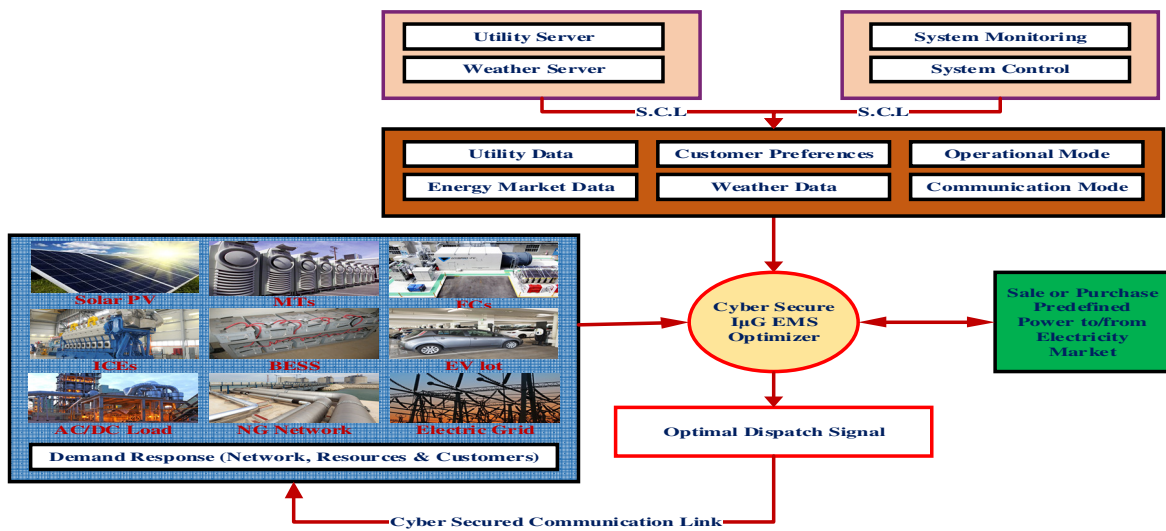 Utility Server
Weather Server
System Monitoring
System Control
S.C.L
S.C.L
Utility Data
Customer Preferences
Operational Mode
Energy Market Data
Weather Data
Communication Mode
Solar PV
MTs
FCs
ICEs
BESS
EV lot
AC/DC Load
NG Network
Electric Grid
Demand Response (Network, Resources & Customers)
Cyber Secure
IμG EMS
Optimizer
Sale or Purchase
Predefined
Power to/from
Electricity
Market
Optimal Dispatch Signal
Cyber Secured Communication Link